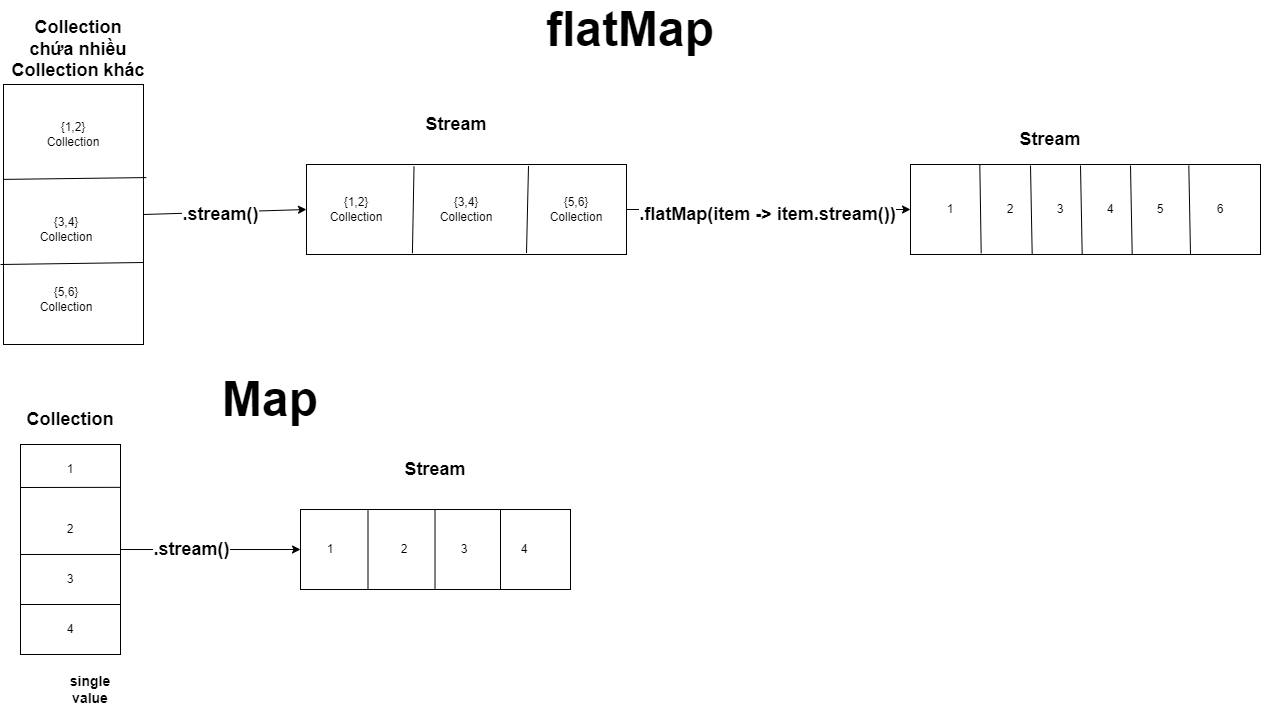 flatMap
Collection
chứa nhiều
Collection khác
{1,2}
Collection
{3,4}
Collection
{5,6}
Collection
.stream()
Stream
{1,2}
Collection
{3,4}
Collection
{5,6}
Collection
.flatMap(item -> item.stream())
Stream
1 2 3 4 5 6
Map
Collection
1
2
3
4
single
value
.stream()
Stream
1 2 3 4